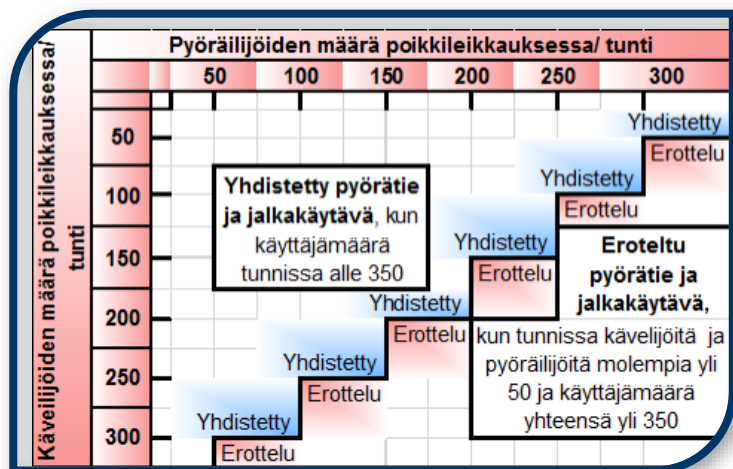 Pyöräilijöiden määrä poikkileikkauksessa/ tunti
50 100 150 200 250 300
Käveilijöiden määrä poikkileikkauksessa/
tunti
50
100
150
200
250
300
Yhdistetty
Erottelu
Yhdistetty
Erottelu
Yhdistetty
Erottelu
Yhdistetty
Erottelu
Yhdistetty
Erottelu
Yhdistetty
Erottelu
Yhdistetty pyörätie
ja jalkakäytävä, kun
käyttäjämäärä
tunnissa alle 350
Eroteltu
pyörätie ja
jalkakäytävä,
kun tunnissa kävelijöitä ja
pyöräilijöitä molempia yli
50 ja käyttäjämäärä
yhteensä yli 350